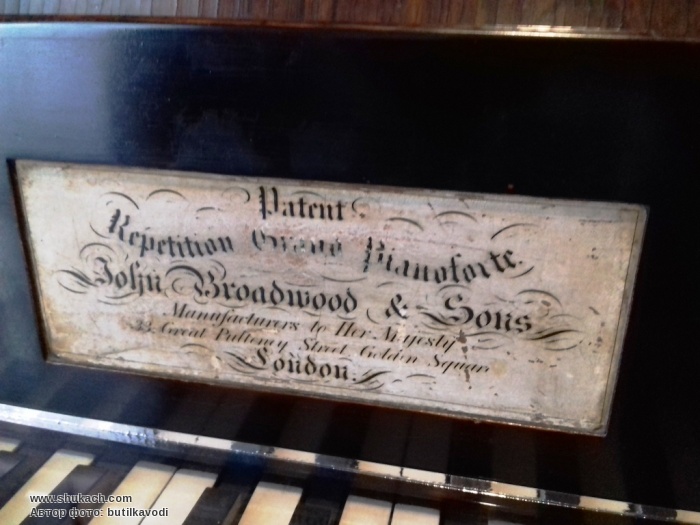 Patent
Repetition Grand Pianoforte.
John Broadwood & Sons
Manufacturers to Her Majesty
33 Great Pulteney Street Golden Square
London.
www.shukach.com
Автор фото: butilkavodi